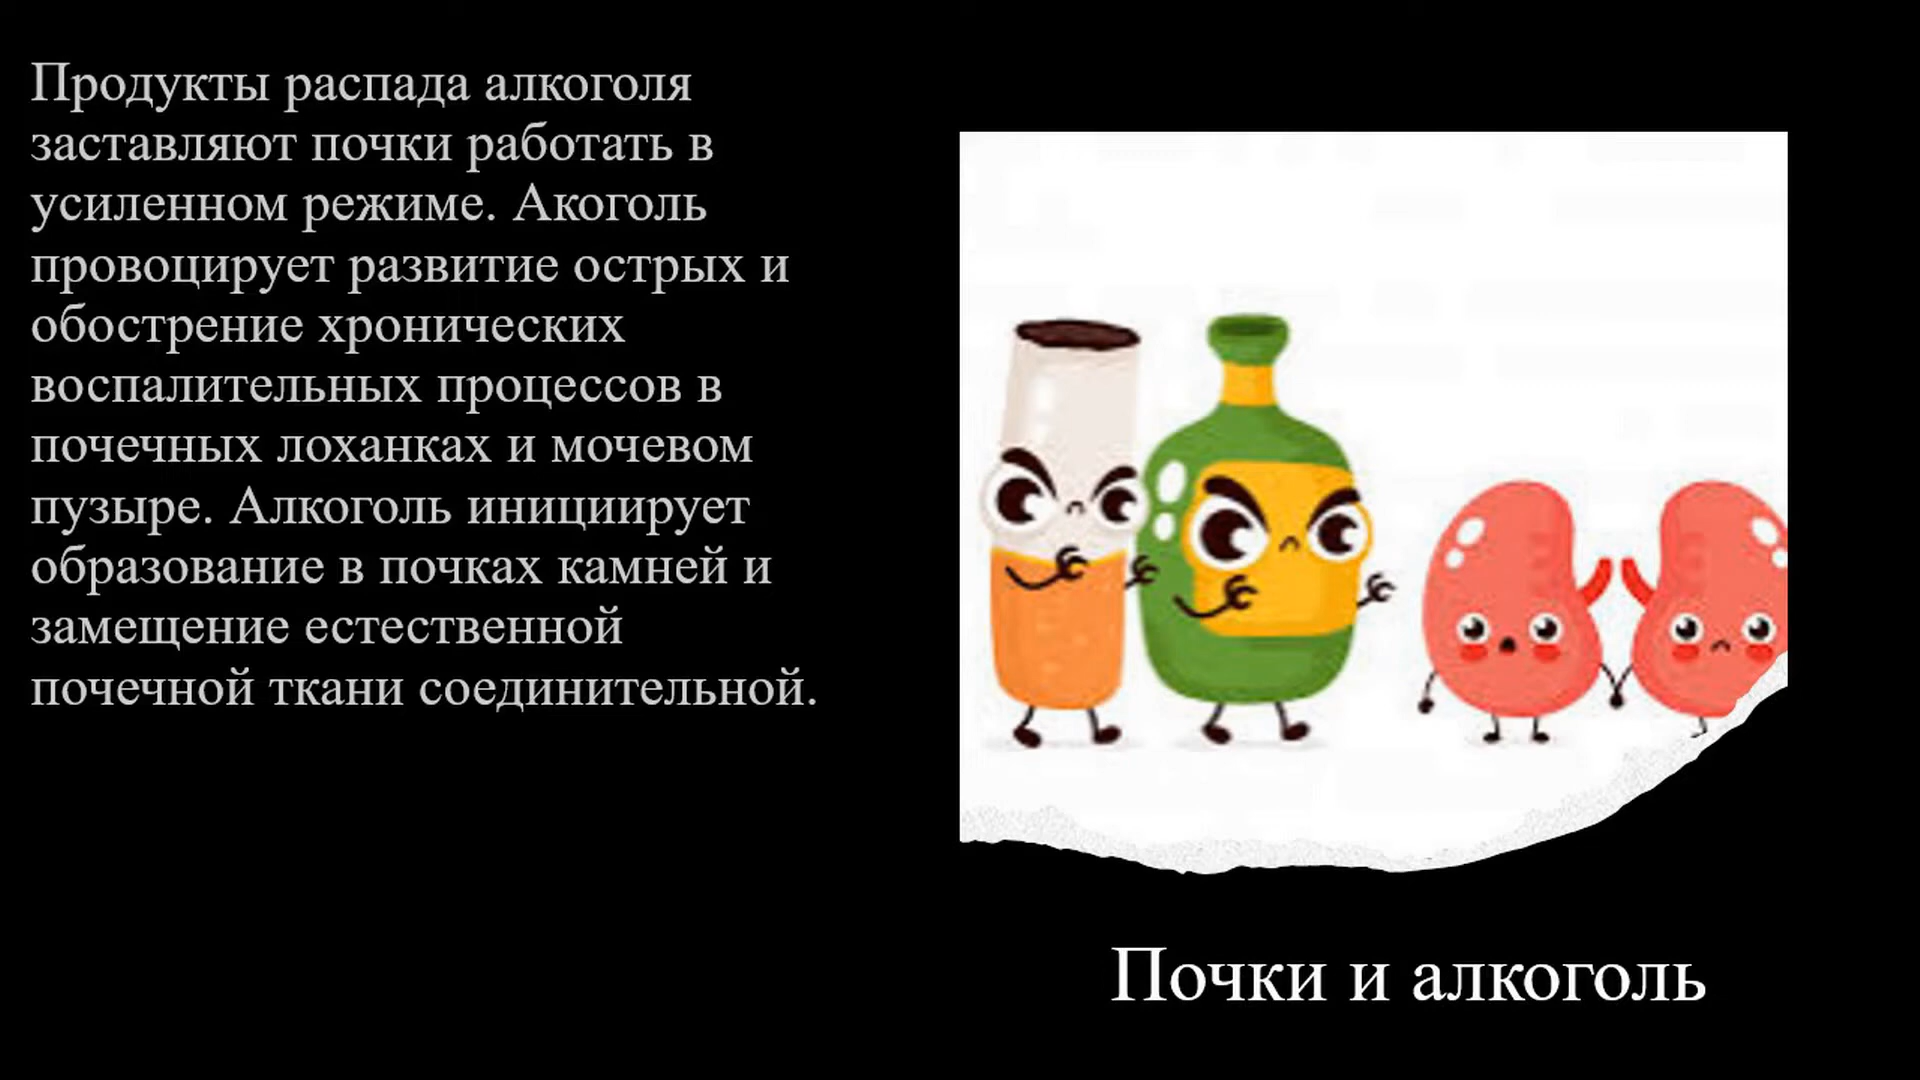 Продукты распада алкоголя
заставляют почки работать в
усиленном режиме. Акоголь
провоцирует развитие острых и
обострение хронических
воспалительных процессов в
почечных лоханках и мочевом
пузыре. Алкоголь инициирует
образование в почках камней и
замещение естественной
почечной ткани соединительной.
Почки и алкоголь